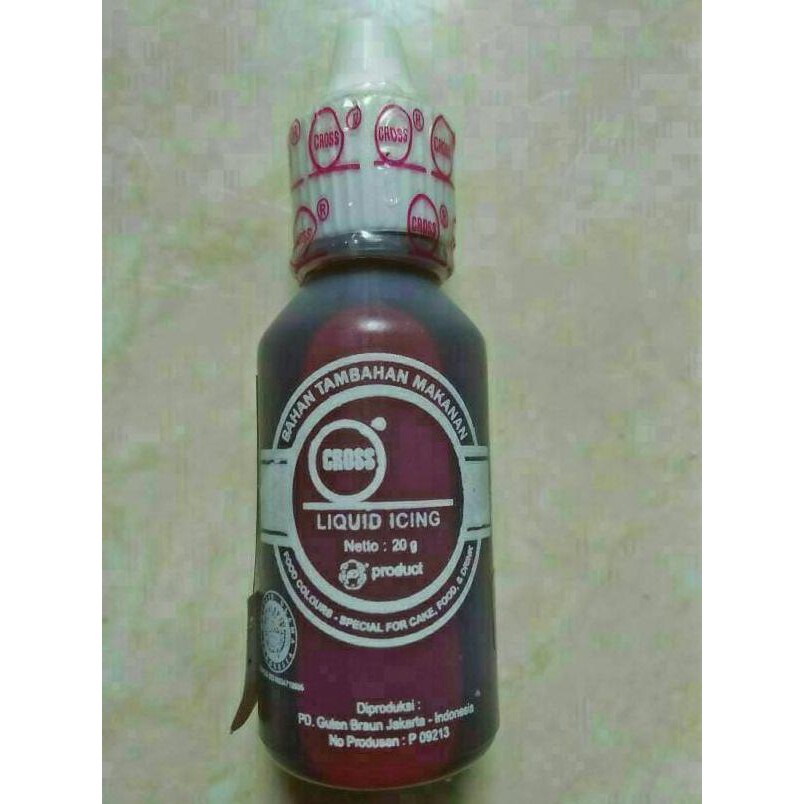 CROSS ®
CROSS ®
CROSS ®
BAHAN TAMBAHAN MAKANAN
CROSS
LIQUID ICING
Netto : 20 g
product
FOOD COLOURS - SPECIAL FOR CAKE, FOOD, & DRINK
Diproduksi :
PD. Gulen Braun Jakarta - Indonesia
No Produsen : P 09213